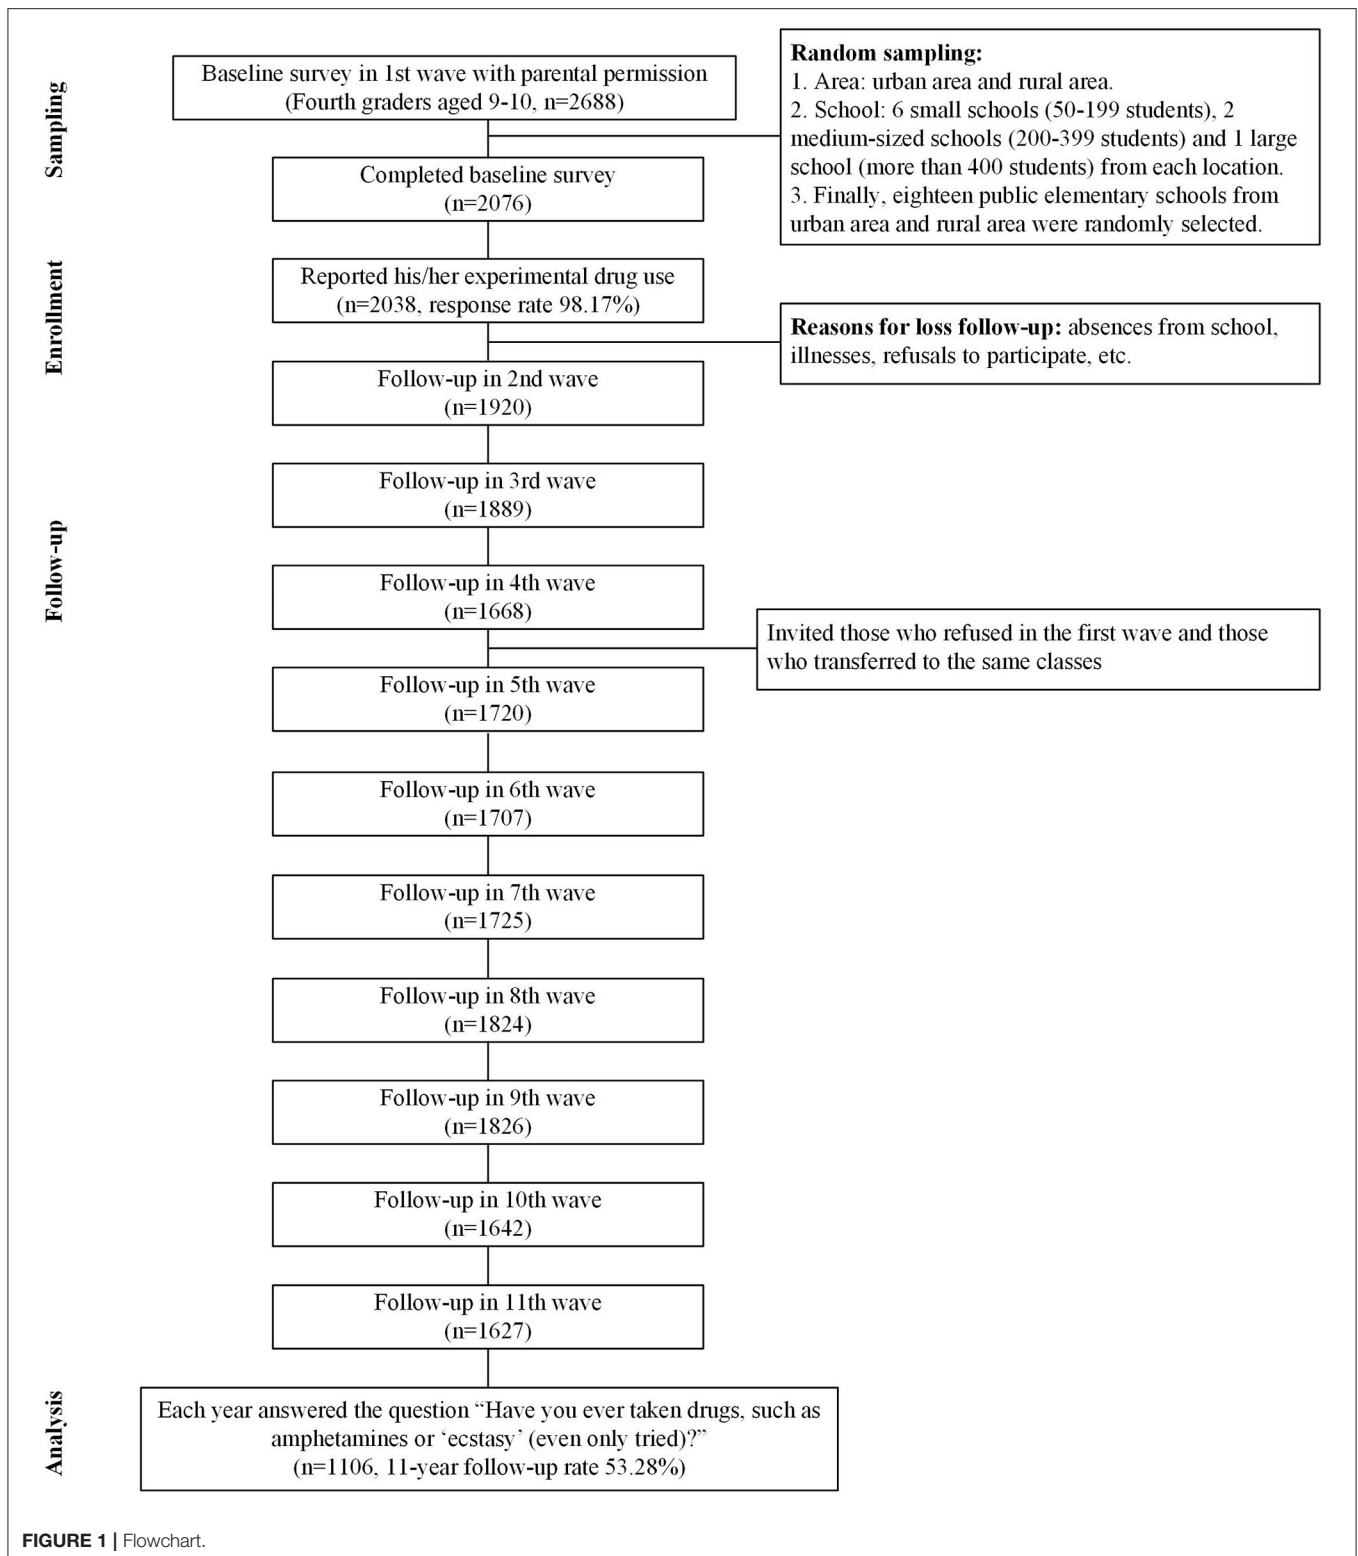 Sampling
Baseline survey in 1st wave with parental permission
(Fourth graders aged 9-10, n=2688)
Random sampling:
1. Area: urban area and rural area.
2. School: 6 small schools (50-199 students), 2
medium-sized schools (200-399 students) and 1 large
school (more than 400 students) from each location.
3. Finally, eighteen public elementary schools from
urban area and rural area were randomly selected.
Completed baseline survey
(n=2076)
Enrollment
Reported his/her experimental drug use
(n=2038, response rate 98.17%)
Reasons for loss follow-up: absences from school,
illnesses, refusals to participate, etc.
Follow-up in 2nd wave
(n=1920)
Follow-up
Follow-up in 3rd wave
(n=1889)
Follow-up in 4th wave
(n=1668)
Invited those who refused in the first wave and those
who transferred to the same classes
Follow-up in 5th wave
(n=1720)
Follow-up in 6th wave
(n=1707)
Follow-up in 7th wave
(n=1725)
Follow-up in 8th wave
(n=1824)
Follow-up in 9th wave
(n=1826)
Follow-up in 10th wave
(n=1642)
Follow-up in 11th wave
(n=1627)
Analysis
Each year answered the question “Have you ever taken drugs, such as
amphetamines or ‘ecstasy’ (even only tried)?”
(n=1106, 11-year follow-up rate 53.28%)
FIGURE 1 | Flowchart.